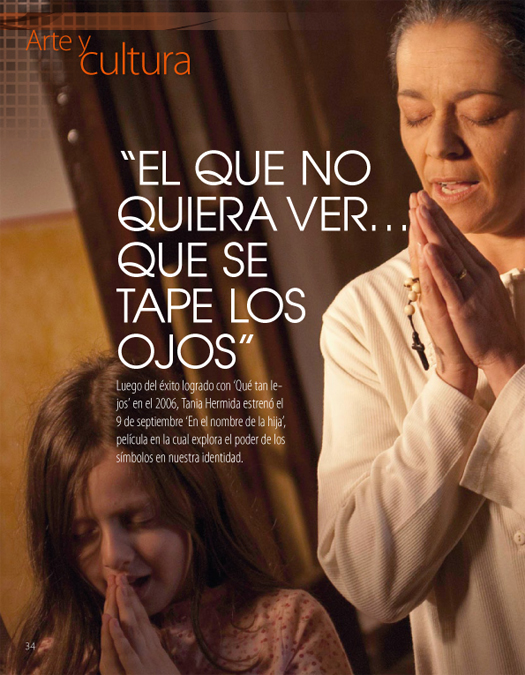 Arte y
cultura
“EL QUE NO
QUIERA VER...
QUE SE
TAPE LOS
OJOS”
Luego del éxito logrado con ‘Qué tan le-
jos’ en el 2006, Tania Hermida estrenó el
9 de septiembre ‘En el nombre de la hija’,
película en la cual explora el poder de los
símbolos en nuestra identidad.
34